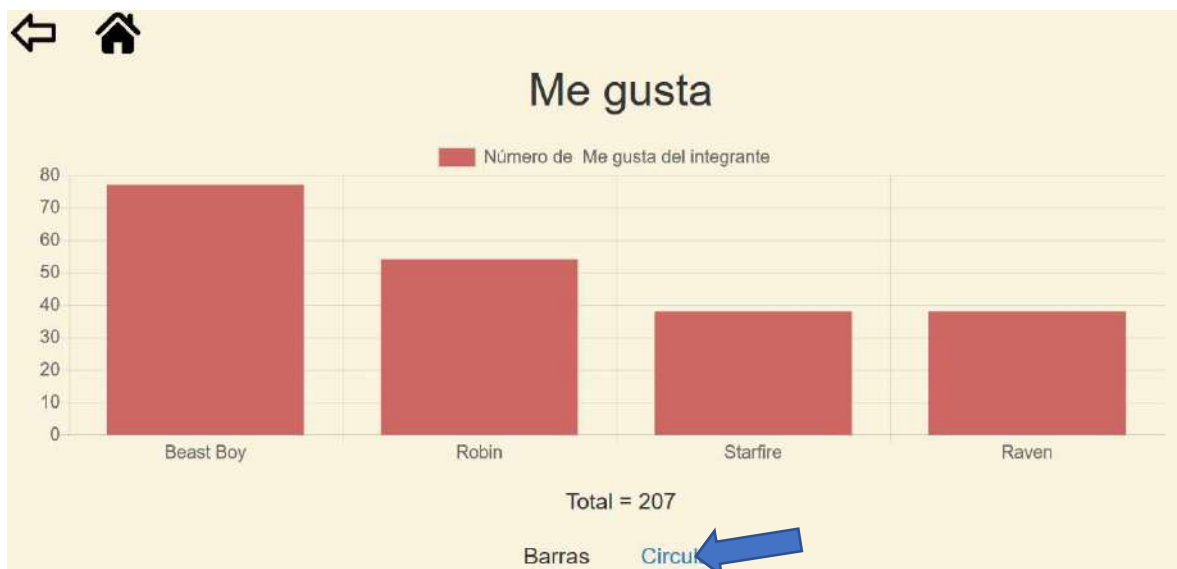 Me gusta
Número de Me gusta del integrante
80
70
60
50
40
30
20
10
0
Beast Boy Robin Starfire Raven
Total = 207
Barras